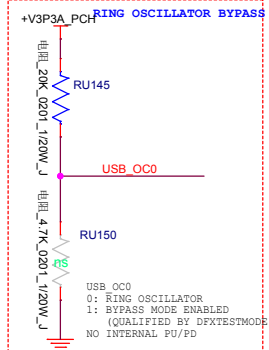 RING OSCILLATOR BYPASS
+V3P3A_PCH
电阻_20K_0201_1/20W_J
RU145
USB_OC0
电阻_4.7K_0201_1/20W_J
RU150
ns
USB_OC0
0: RING OSCILLATOR
1: BYPASS MODE ENABLED
(QUALIFIED BY DFXTESTMODE
NO INTERNAL PU/PD